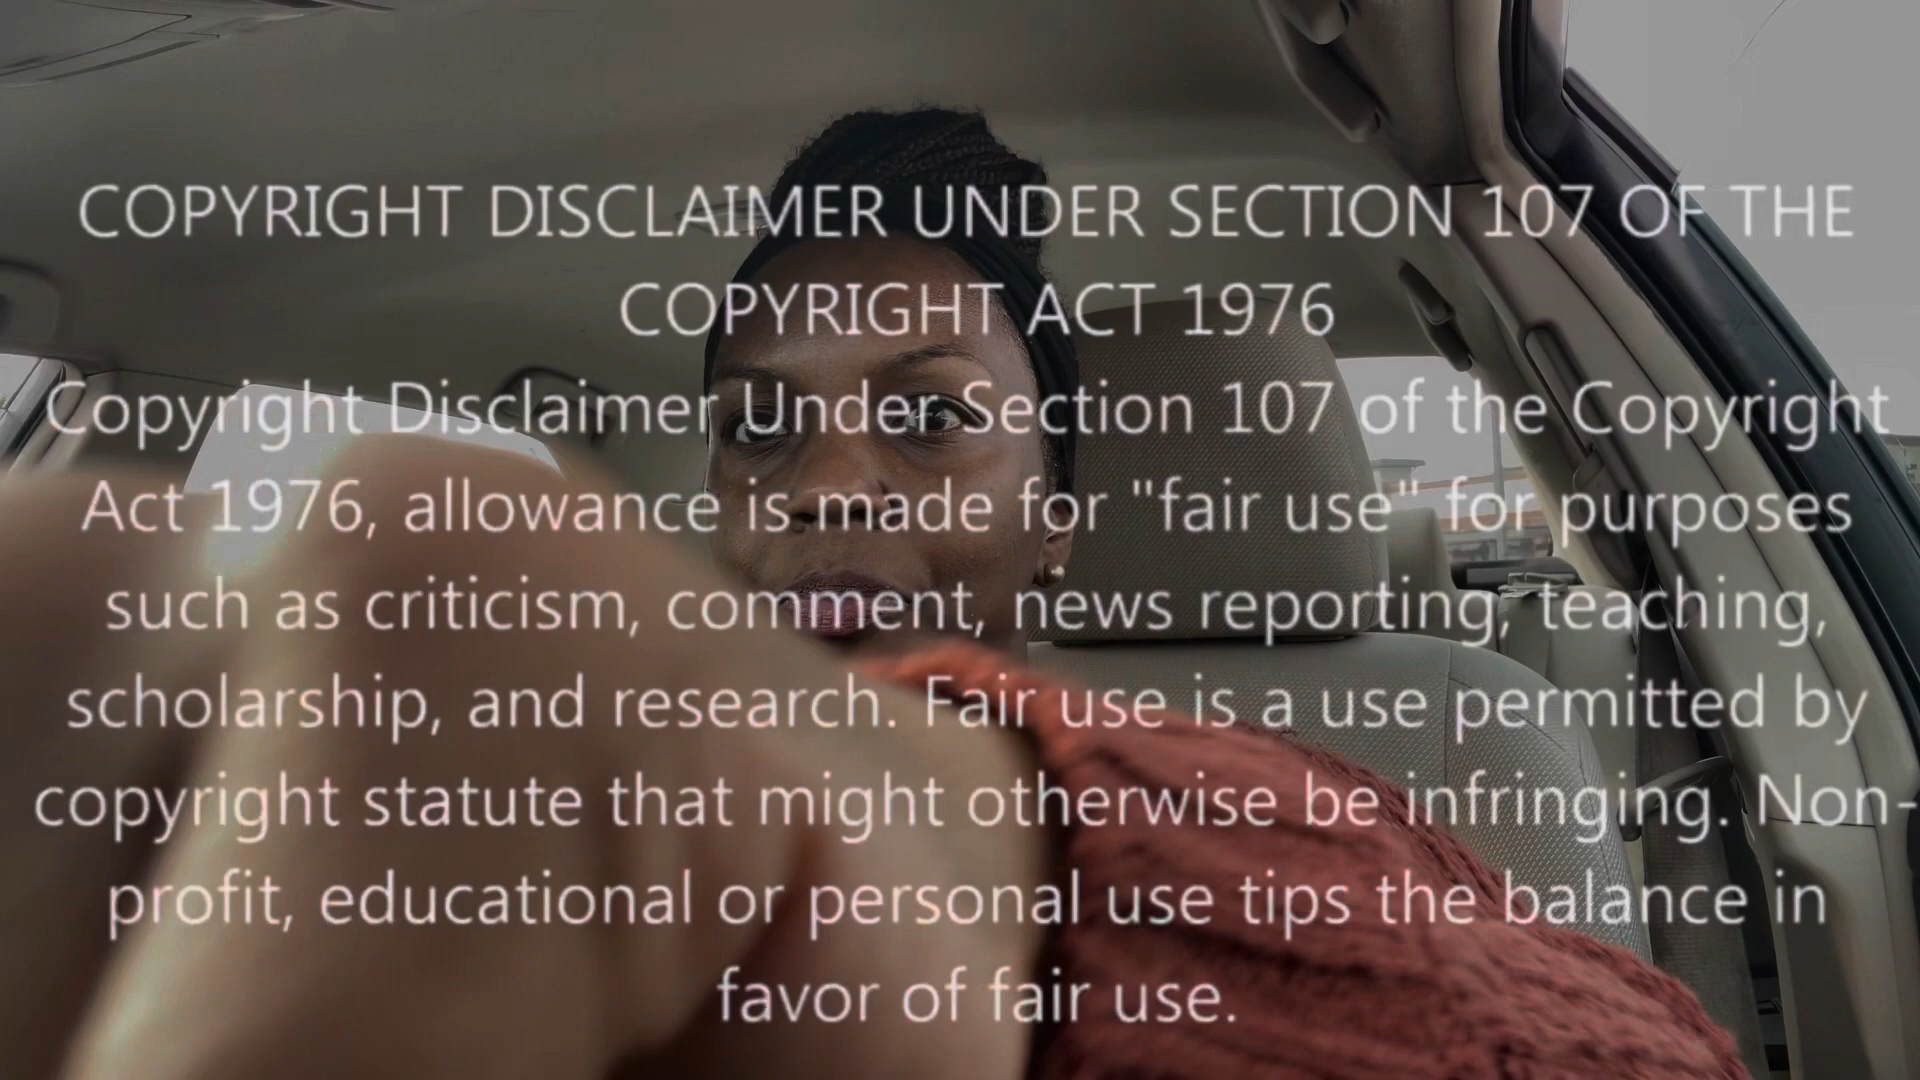 COPYRIGHT DISCLAIMER UNDER SECTION 107 OF THE
COPYRIGHT ACT 1976
Copyright Disclaimer Under Section 107 of the Copyright
Act 1976, allowance is made for "fair use" for purposes
such as criticism, comment, news reporting, teaching,
scholarship, and research. Fair use is a use permitted by
copyright statute that might otherwise be infringing. Non-
profit, educational or personal use tips the balance in
favor of fair use.